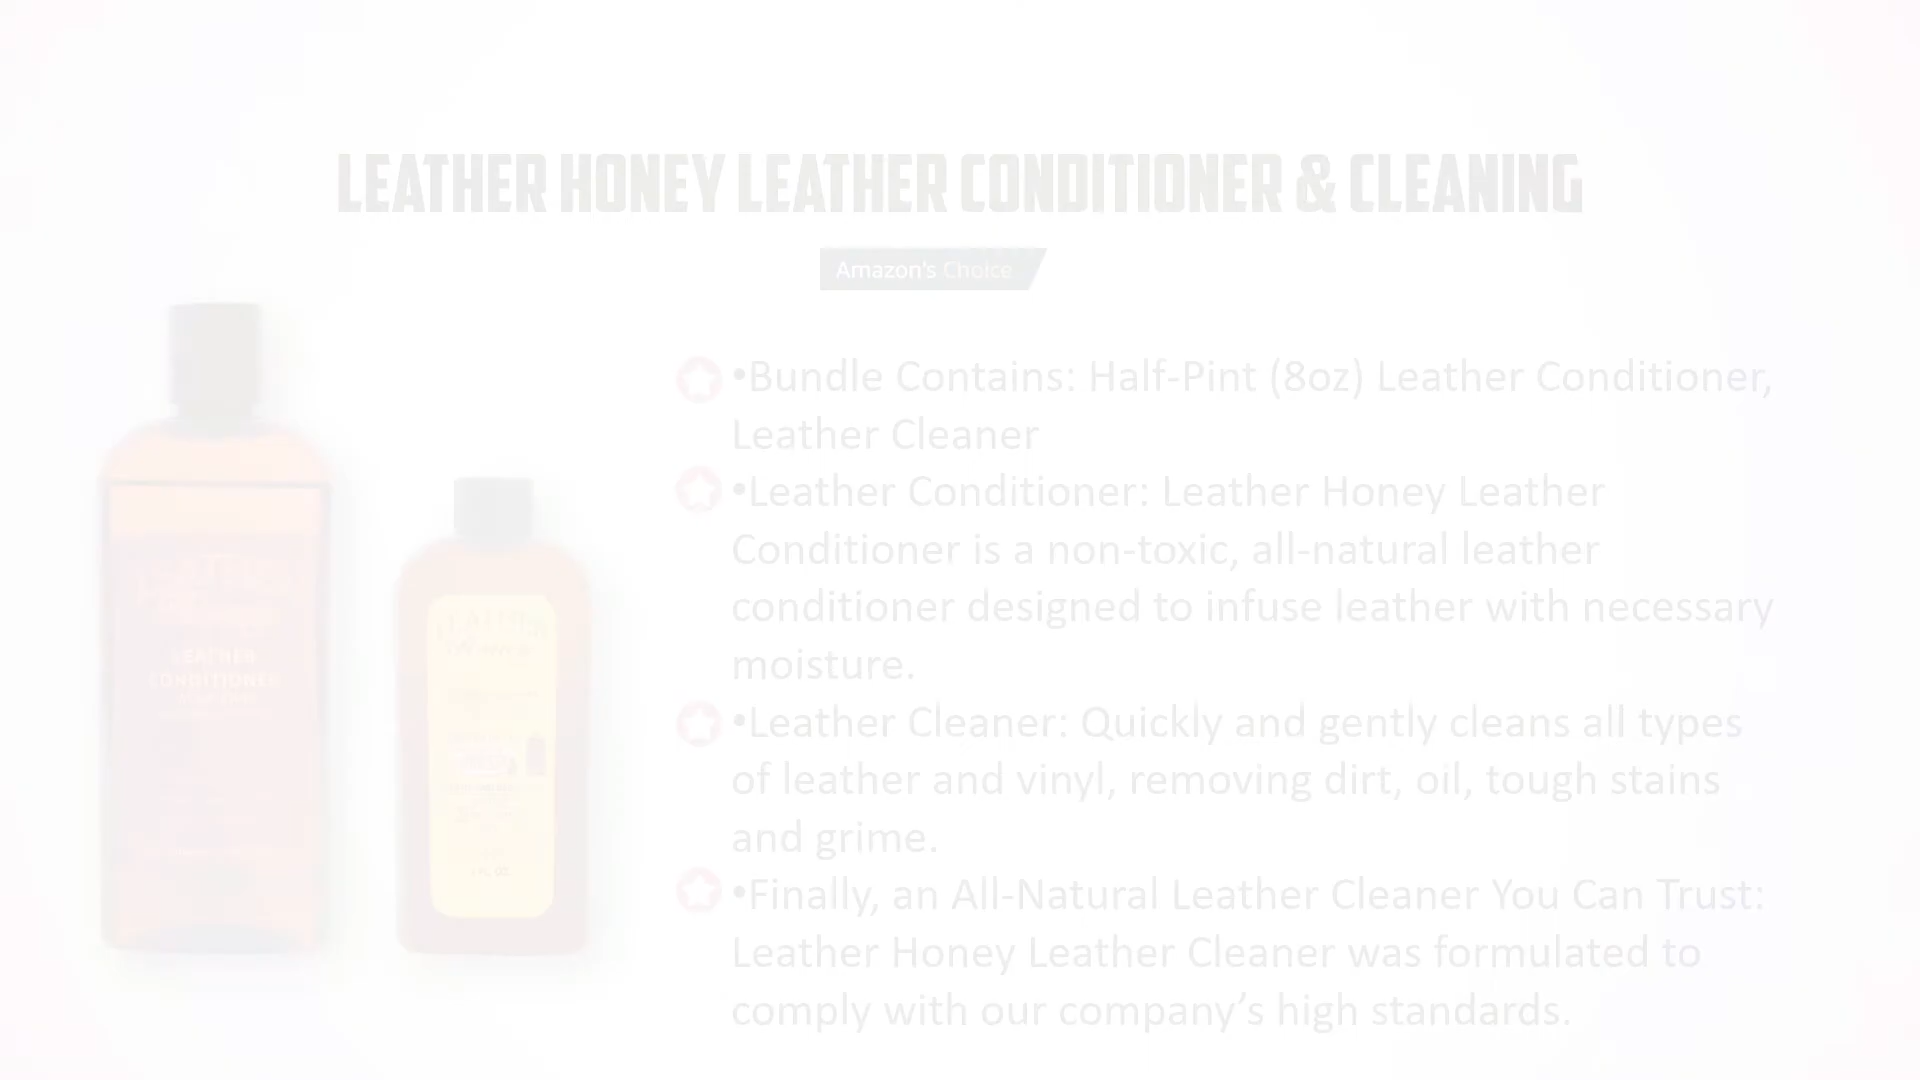 LEATHER HONEY LEATHER CONDITIONER & CLEANING
Amazon's Choice
•Bundle Contains: Half-Pint (8oz) Leather Conditioner,
Leather Cleaner
•Leather Conditioner: Leather Honey Leather
Conditioner is a non-toxic, all-natural leather
conditioner designed to infuse leather with necessary
moisture.
•Leather Cleaner: Quickly and gently cleans all types
of leather and vinyl, removing dirt, oil, tough stains
and grime.
•Finally, an All-Natural Leather Cleaner You Can Trust:
Leather Honey Leather Cleaner was formulated to
comply with our company’s high standards.
LEATHER
CONDITIONER